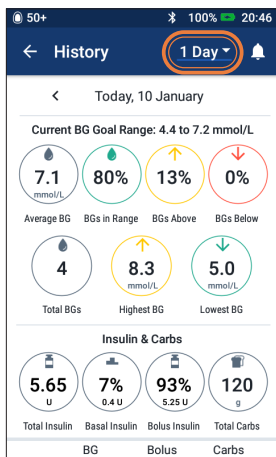 50+ 100% 20:46
History 1 Day
Today, 10 January
Current BG Goal Range: 4.4 to 7.2 mmol/L
7.1 80% 13% 0%
mmol/L
Average BG BGs in Range BGs Above BGs Below
4 8.3 5.0
mmol/L mmol/L
Total BGs Highest BG Lowest BG
Insulin & Carbs
5.65 7% 93% 120
U 0.4 U 5.25 U g
Total Insulin Basal Insulin Bolus Insulin Total Carbs
BG Bolus Carbs